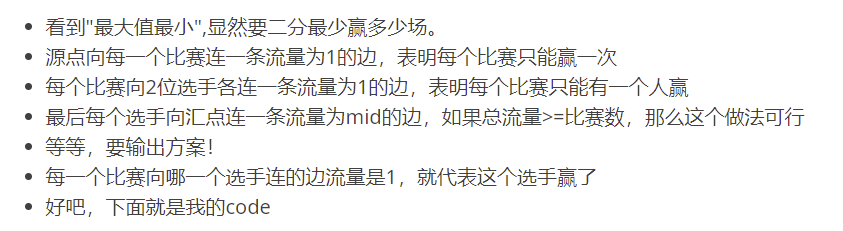 看到"最大值最小",显然要二分最少赢多少场。
源点向每一个比赛连一条流量为1的边，表明每个比赛只能赢一次
每个比赛向2位选手各连一条流量为1的边，表明每个比赛只能有一个人赢
最后每个选手向汇点连一条流量为mid的边，如果总流量>=比赛数，那么这个做法可行
等等，要输出方案！
每一个比赛向哪一个选手连的边流量是1，就代表这个选手赢了
好吧，下面就是我的code